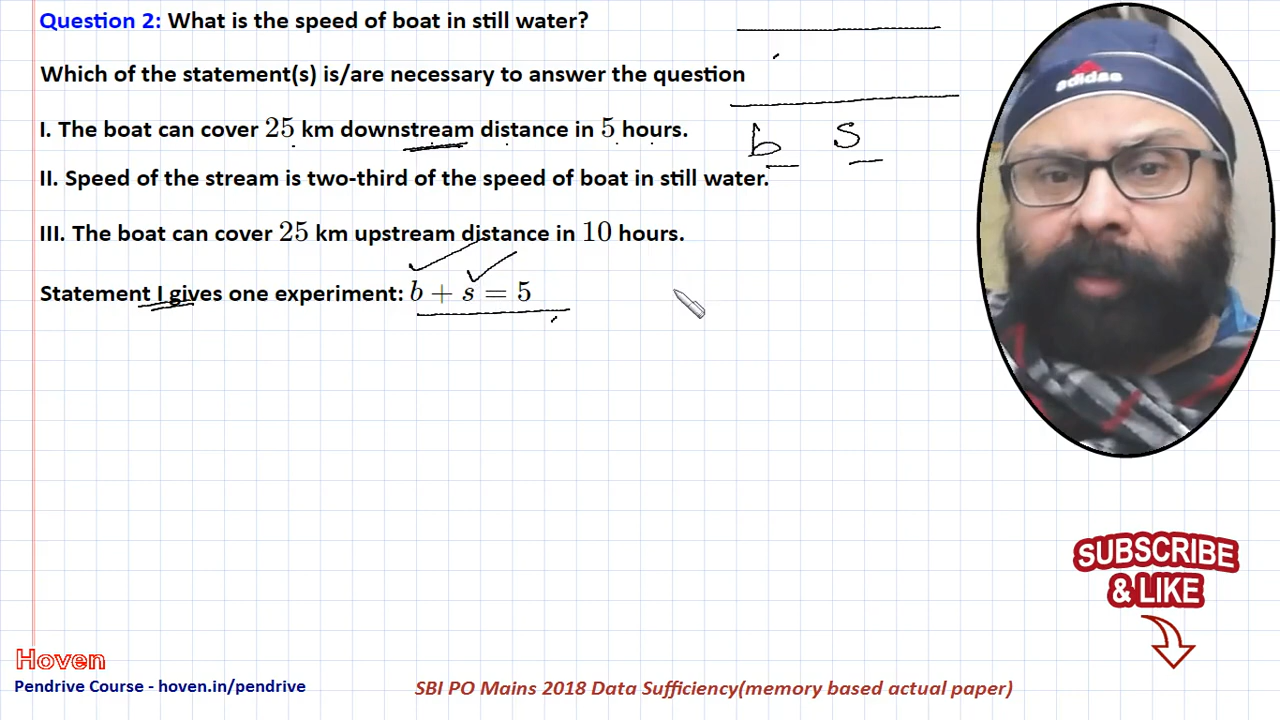 Question 2: What is the speed of boat in still water?
Which of the statement(s) is/are necessary to answer the question
I. The boat can cover 25 km downstream distance in 5 hours.
b S
II. Speed of the stream is two-third of the speed of boat in still water.
III. The boat can cover 25 km upstream distance in 10 hours.
Statement I gives one experiment: b + s = 5
adidas
SUBSCRIBE
& LIKE
Hoven
Pendrive Course - hoven.in/pendrive
SBI PO Mains 2018 Data Sufficiency(memory based actual paper)